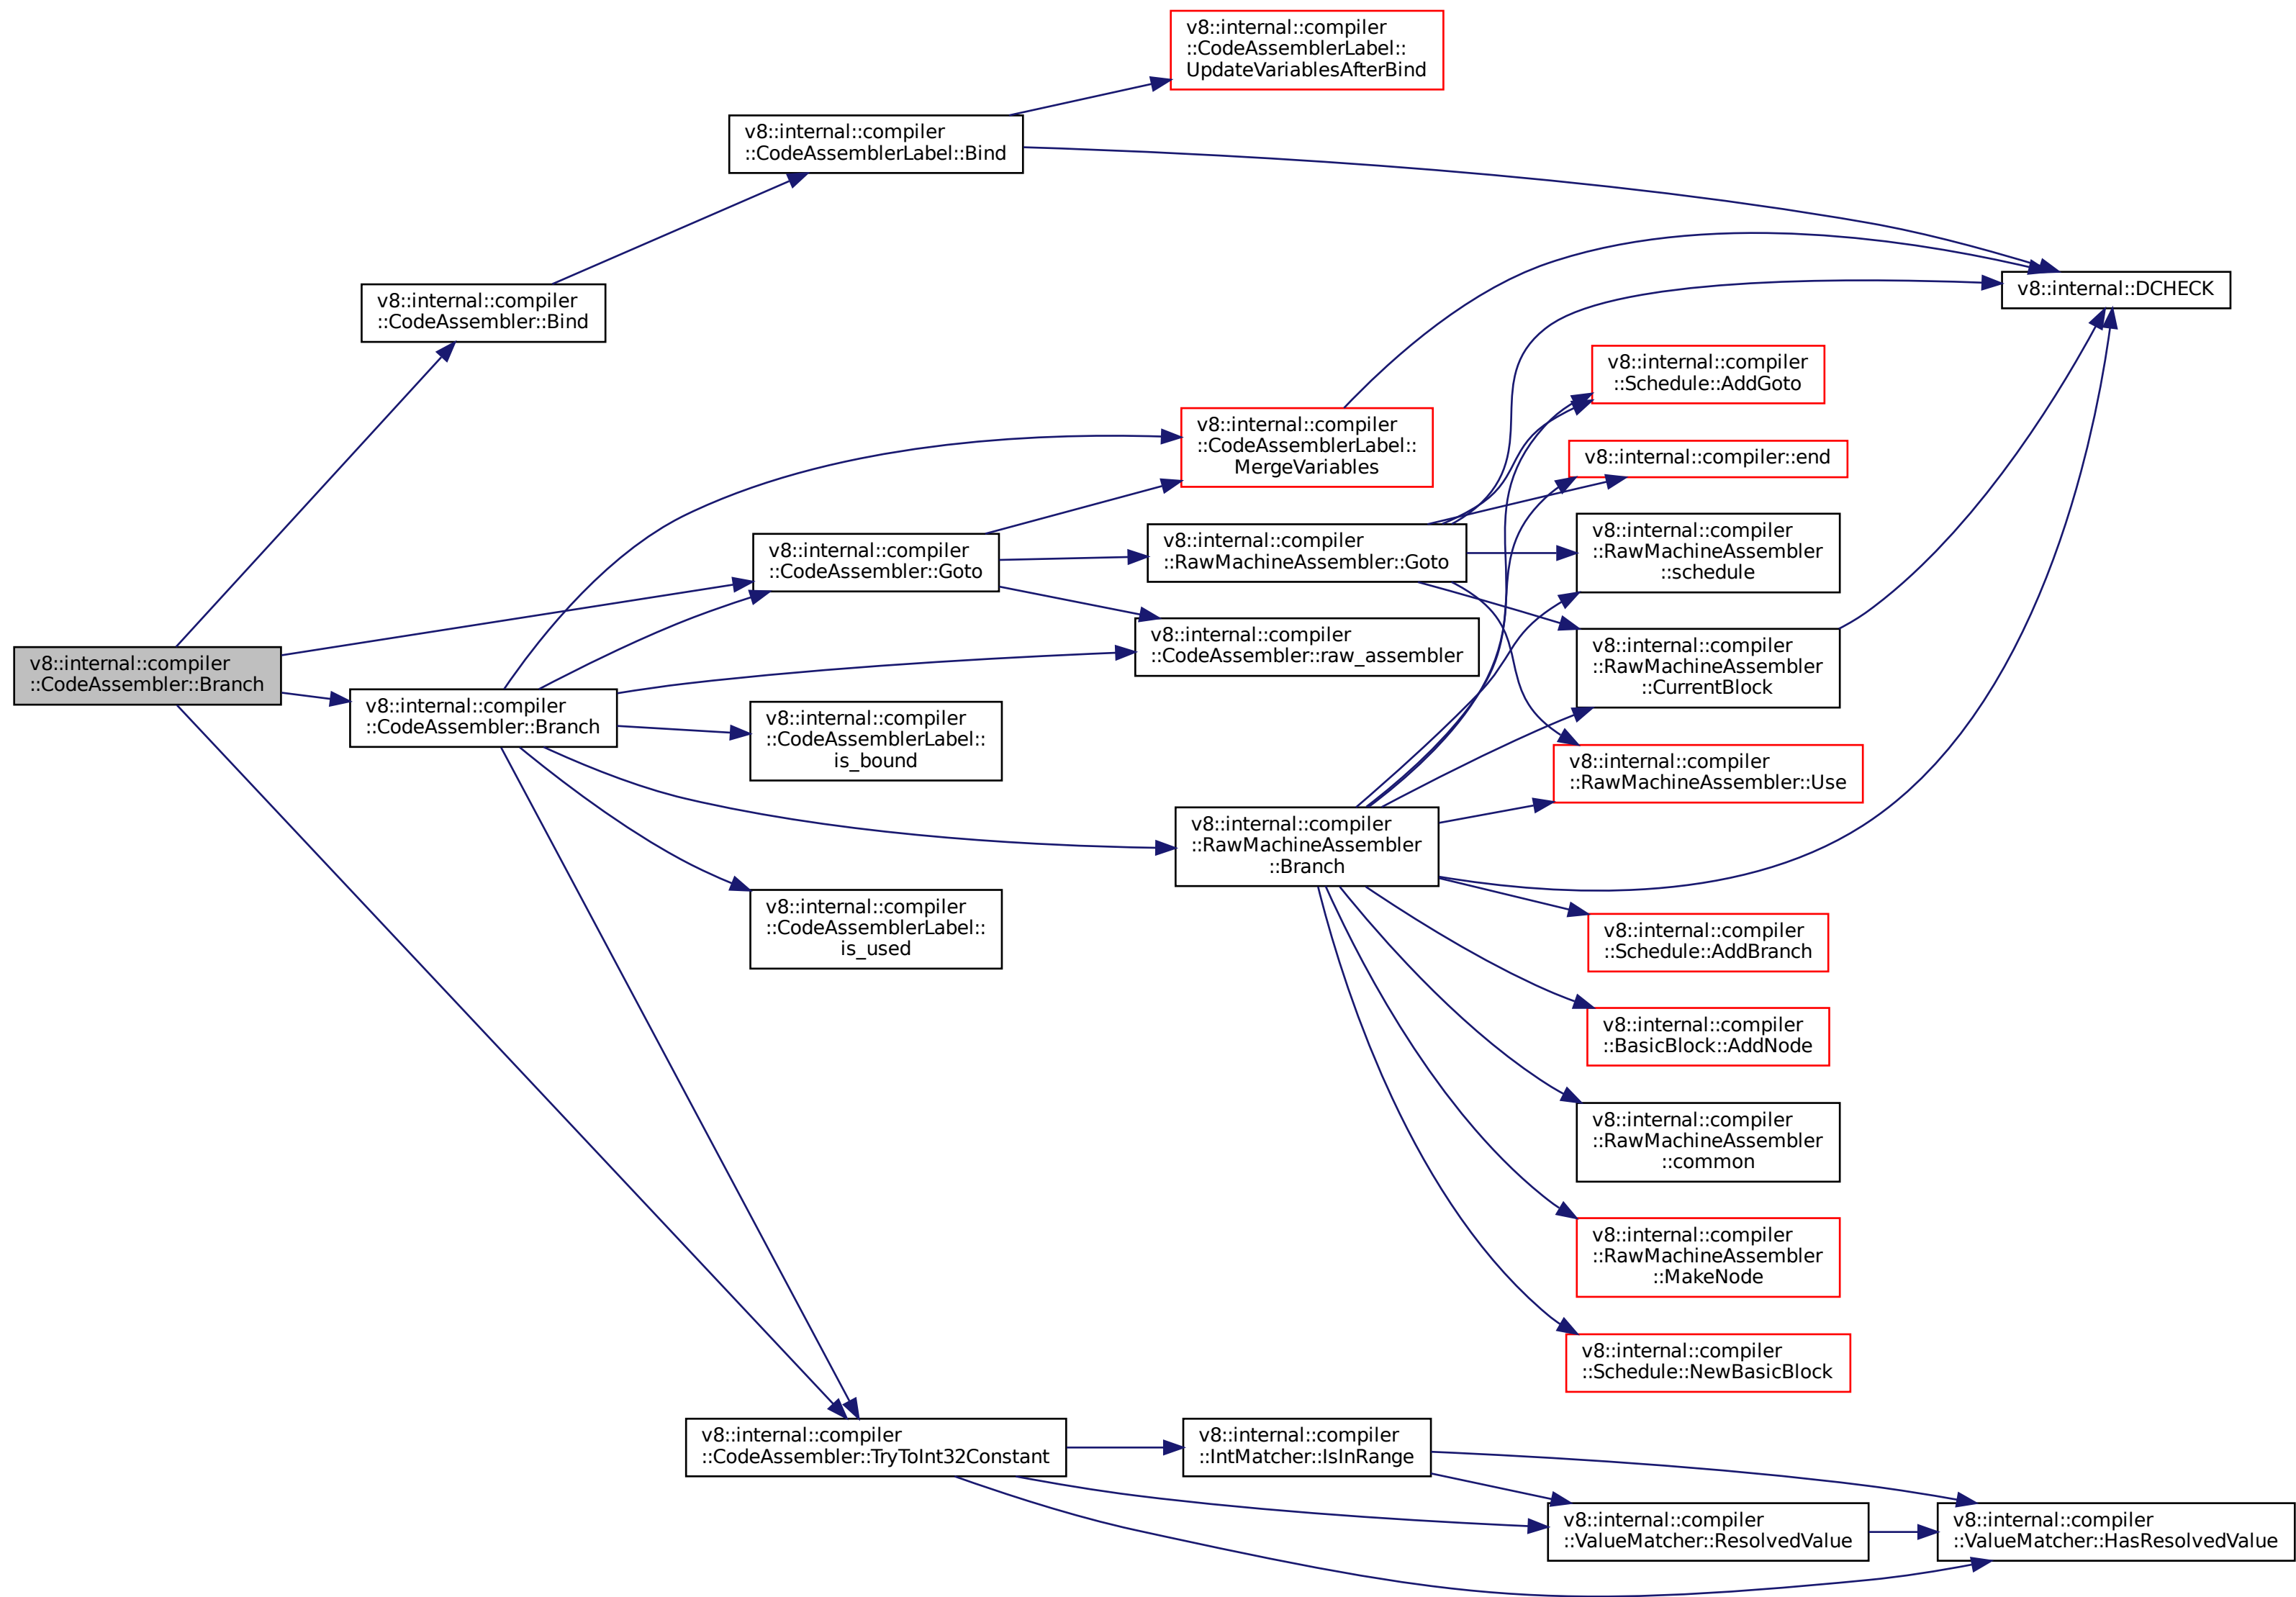 v8::internal::compiler
::CodeAssemblerLabel::
UpdateVariablesAfterBind
v8::internal::compiler
::CodeAssemblerLabel::Bind
v8::internal::compiler
::CodeAssembler::Bind
v8::internal::DCHECK
v8::internal::compiler
::Schedule::AddGoto
v8::internal::compiler
::CodeAssemblerLabel::
MergeVariables
v8::internal::compiler::end
v8::internal::compiler
::RawMachineAssembler
::schedule
v8::internal::compiler
::CodeAssembler::Goto
v8::internal::compiler
::RawMachineAssembler::Goto
v8::internal::compiler
::CodeAssembler::raw_assembler
v8::internal::compiler
::RawMachineAssembler
::CurrentBlock
v8::internal::compiler
::CodeAssembler::Branch
v8::internal::compiler
::CodeAssembler::Branch
v8::internal::compiler
::CodeAssemblerLabel::
is_bound
v8::internal::compiler
::RawMachineAssembler::Use
v8::internal::compiler
::RawMachineAssembler
::Branch
v8::internal::compiler
::CodeAssemblerLabel::
is_used
v8::internal::compiler
::Schedule::AddBranch
v8::internal::compiler
::BasicBlock::AddNode
v8::internal::compiler
::RawMachineAssembler
::common
v8::internal::compiler
::RawMachineAssembler
::MakeNode
v8::internal::compiler
::Schedule::NewBasicBlock
v8::internal::compiler
::CodeAssembler::TryToInt32Constant
v8::internal::compiler
::IntMatcher::IsInRange
v8::internal::compiler
::ValueMatcher::ResolvedValue
v8::internal::compiler
::ValueMatcher::HasResolvedValue